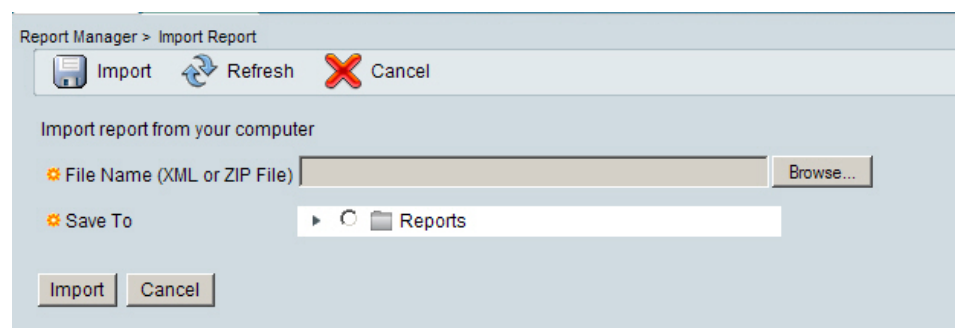 Report Manager > Import Report
Import Refresh Cancel
Import report from your computer
File Name (XML or ZIP File) Browse...
Save To Reports
Import Cancel